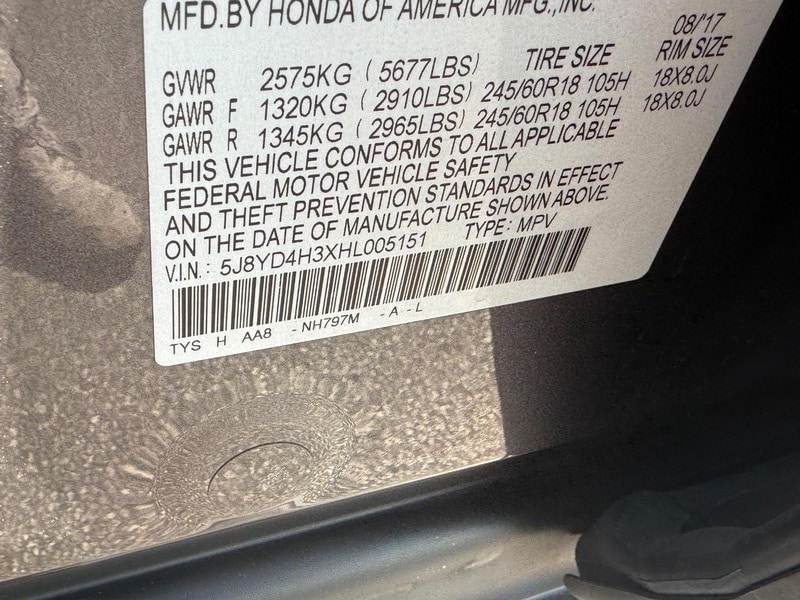 MFD.BY HONDA OF AMERICA MFG.,INC.
08/'17
GVWR 2575KG (5677LBS) TIRE SIZE RIM SIZE
GAWR F 1320KG (2910LBS) 245/60R18 105H 18X8.0J
GAWR R 1345KG (2965LBS) 245/60R18 105H 18X8.0J
THIS VEHICLE CONFORMS TO ALL APPLICABLE
FEDERAL MOTOR VEHICLE SAFETY
AND THEFT PREVENTION STANDARDS IN EFFECT
ON THE DATE OF MANUFACTURE SHOWN ABOVE.
V.I.N.: 5J8YD4H3XHL005151 TYPE: MPV
TYS H AA8 -NH797M -A-L